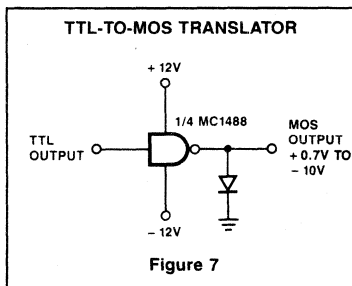 TTL-TO-MOS TRANSLATOR
+ 12V
1/4 MC1488
TTL
OUTPUT
MOS
OUTPUT
+ 0.7V TO
– 10V
– 12V
Figure 7